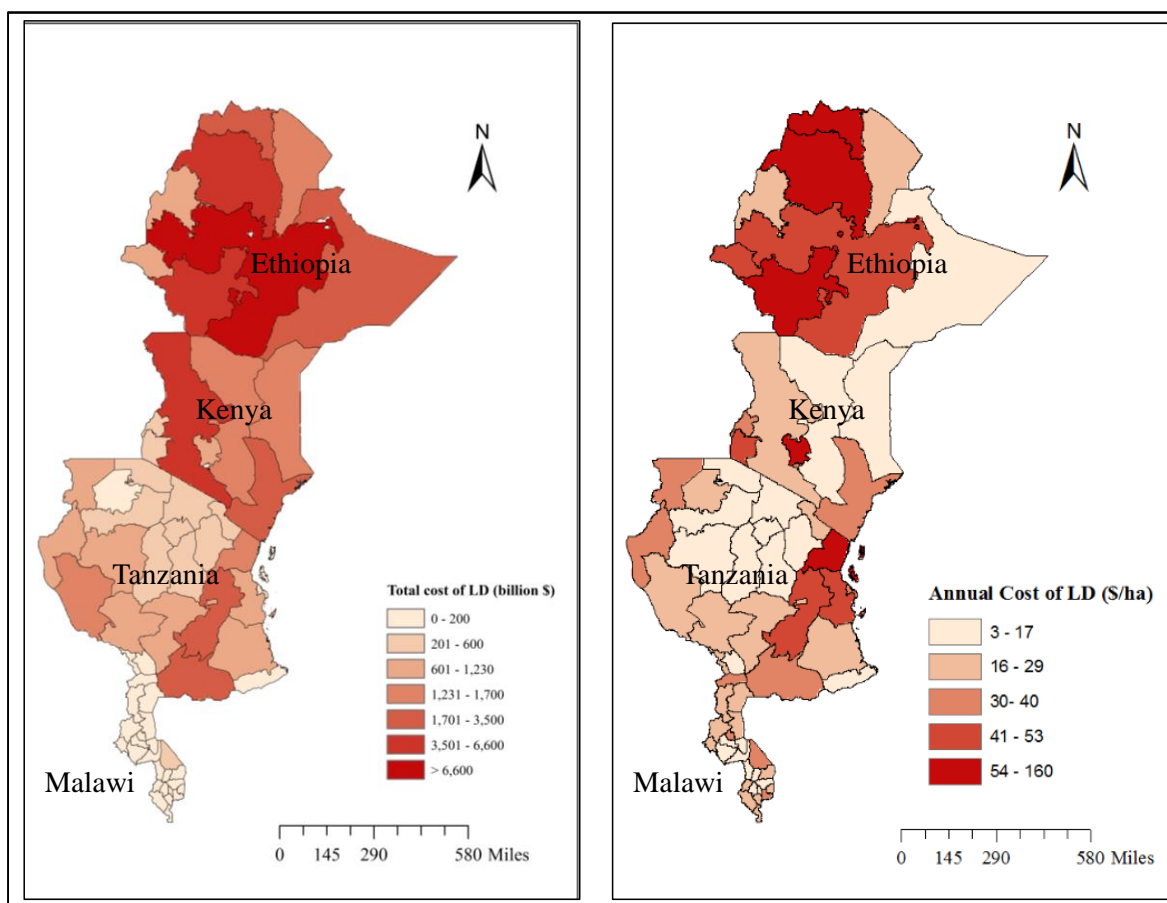 N
Ethiopia
Kenya
Tanzania
Malawi
Total cost of LD (billion $)
0 - 200
201 - 600
601 - 1,230
1,231 - 1,700
1,701 - 3,500
3,501 - 6,600
> 6,600
0 145 290 580 Miles
N
Ethiopia
Kenya
Tanzania
Malawi
Annual Cost of LD ($/ha)
3 - 17
16 - 29
30- 40
41 - 53
54 - 160
0 145 290 580 Miles